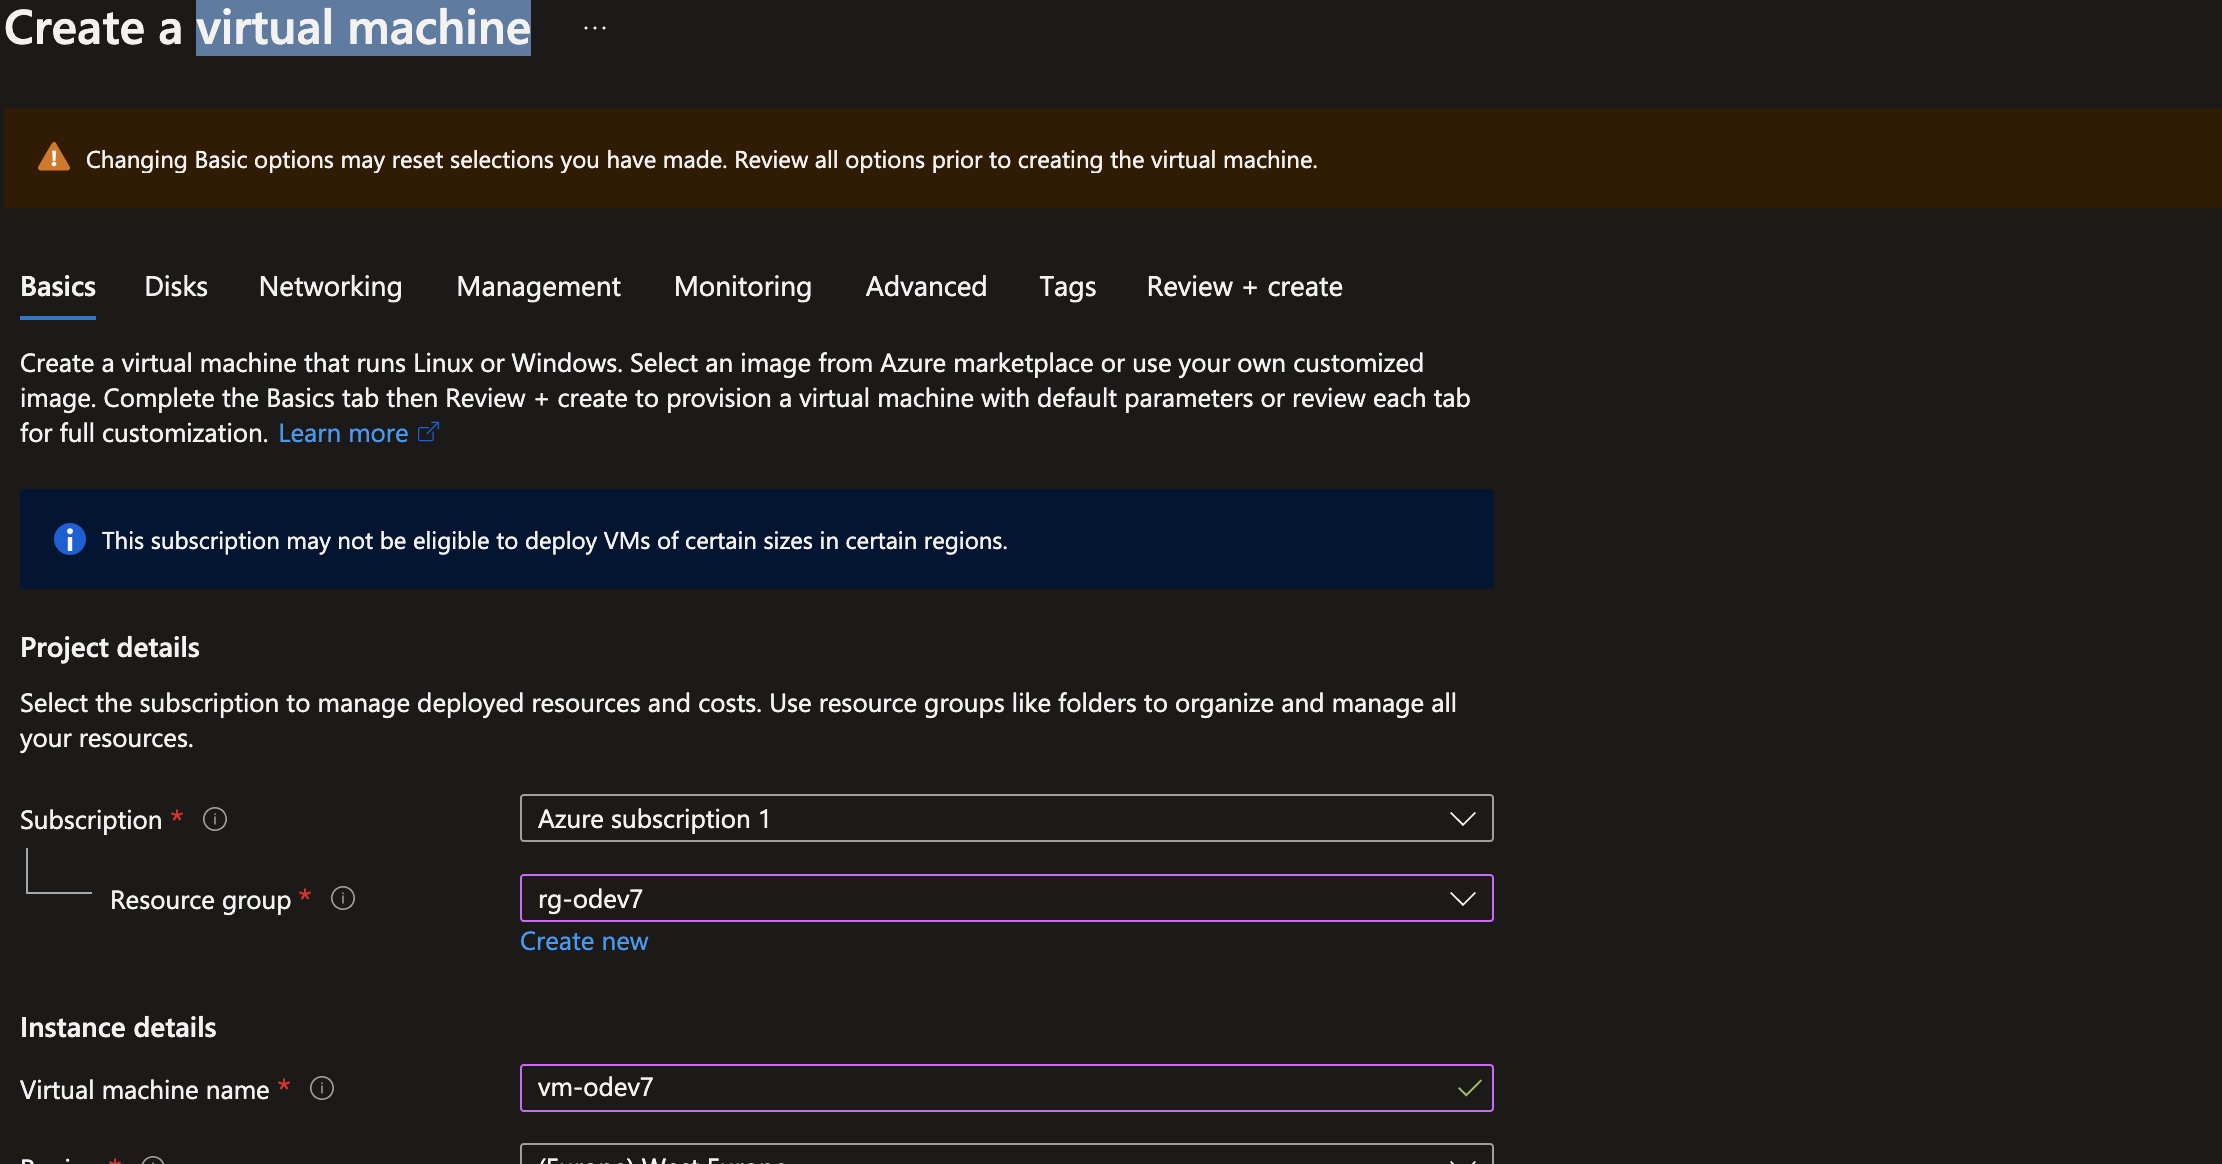 Create a virtual machine ...
Changing Basic options may reset selections you have made. Review all options prior to creating the virtual machine.
Basics Disks Networking Management Monitoring Advanced Tags Review + create
Create a virtual machine that runs Linux or Windows. Select an image from Azure marketplace or use your own customized
image. Complete the Basics tab then Review + create to provision a virtual machine with default parameters or review each tab
for full customization. Learn more
This subscription may not be eligible to deploy VMs of certain sizes in certain regions.
Project details
Select the subscription to manage deployed resources and costs. Use resource groups like folders to organize and manage all
your resources.
Subscription * Azure subscription 1
Resource group * rg-odev7
Create new
Instance details
Virtual machine name * vm-odev7
Region * (Europe) West Europe